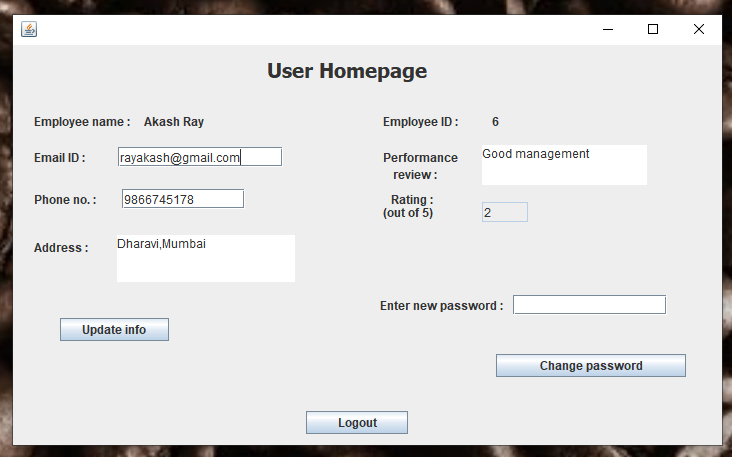 User Homepage
Employee name : Akash Ray
Employee ID : 6
Email ID : rayakash@gmail.com
Performance review : Good management
Phone no. : 9866745178
Rating : (out of 5) 2
Address : Dharavi,Mumbai
Enter new password :
Update info
Change password
Logout